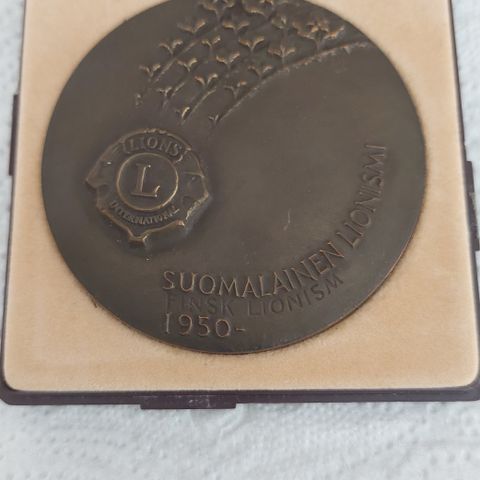 LIONS
L
INTERNATIONAL
SUOMALAINEN LIONISMI
FINSK LIONISM
1950-